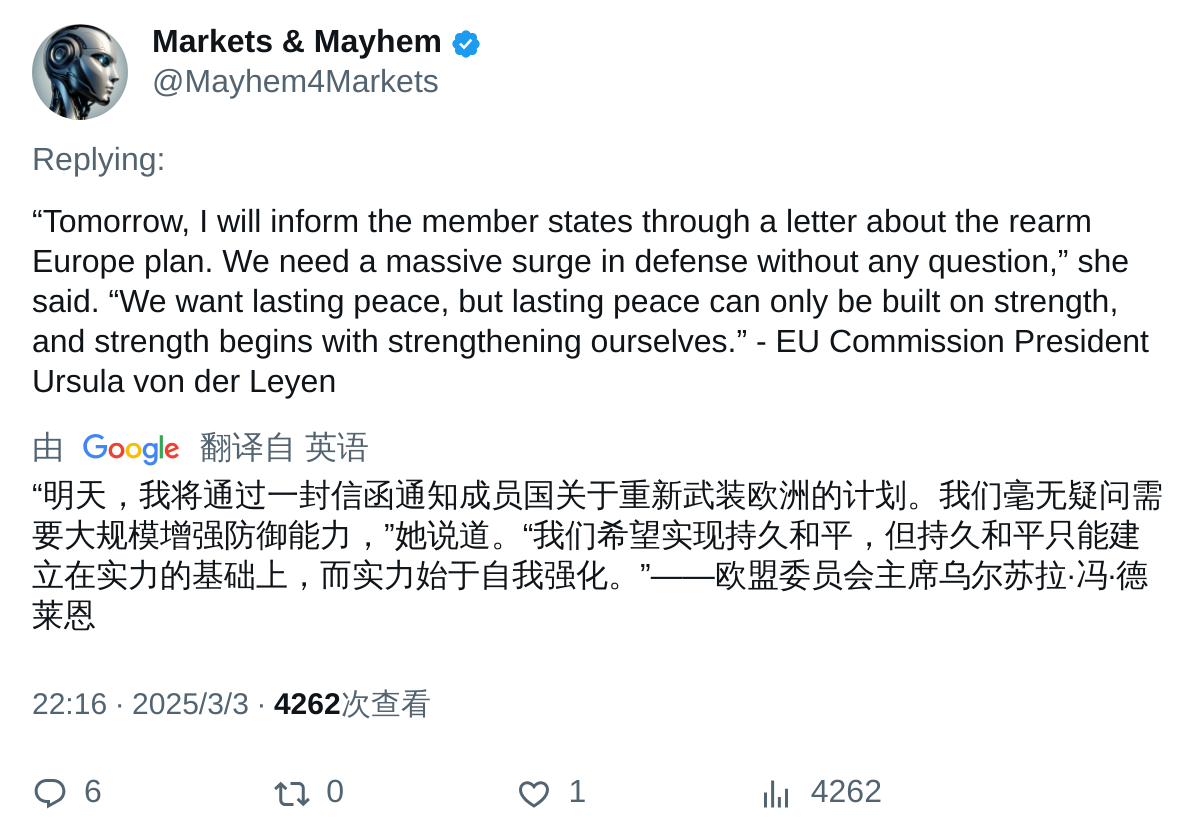 Markets & Mayhem
@Mayhem4Markets
Replying:
“Tomorrow, I will inform the member states through a letter about the rearm
Europe plan. We need a massive surge in defense without any question,” she
said. “We want lasting peace, but lasting peace can only be built on strength,
and strength begins with strengthening ourselves.” - EU Commission President
Ursula von der Leyen
由 Google 翻译自 英语
“明天，我将通过一封信函通知成员国关于重新武装欧洲的计划。我们毫无疑问需
要大规模增强防御能力，”她说道。“我们希望实现持久和平，但持久和平只能建
立在实力的基础上，而实力始于自我强化。”——欧盟委员会主席乌尔苏拉·冯·德
莱恩
22:16 · 2025/3/3 · 4262次查看
6 0 1 4262